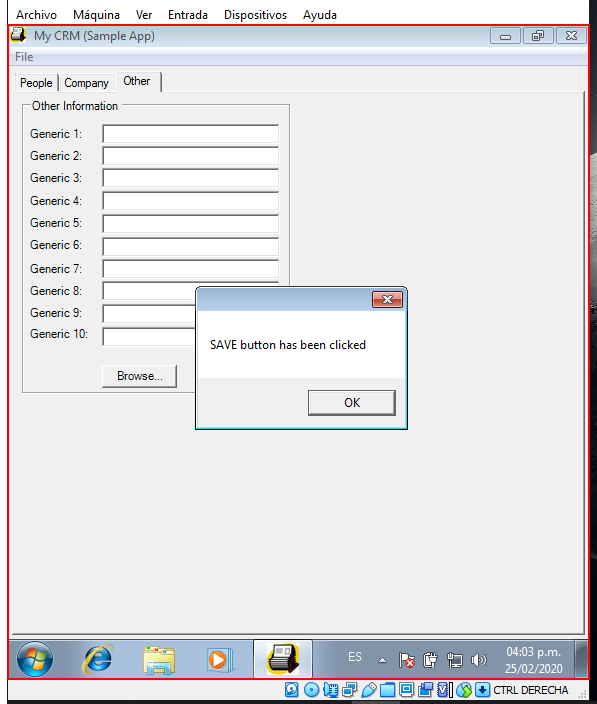 Archivo Máquina Ver Entrada Dispositivos Ayuda
My CRM (Sample App)
File
People Company Other
Other Information
Generic 1:
Generic 2:
Generic 3:
Generic 4:
Generic 5:
Generic 6:
Generic 7:
Generic 8:
Generic 9:
Generic 10:
SAVE button has been clicked
Browse...
OK
ES
04:03 p.m.
25/02/2020
CTRL DERECHA